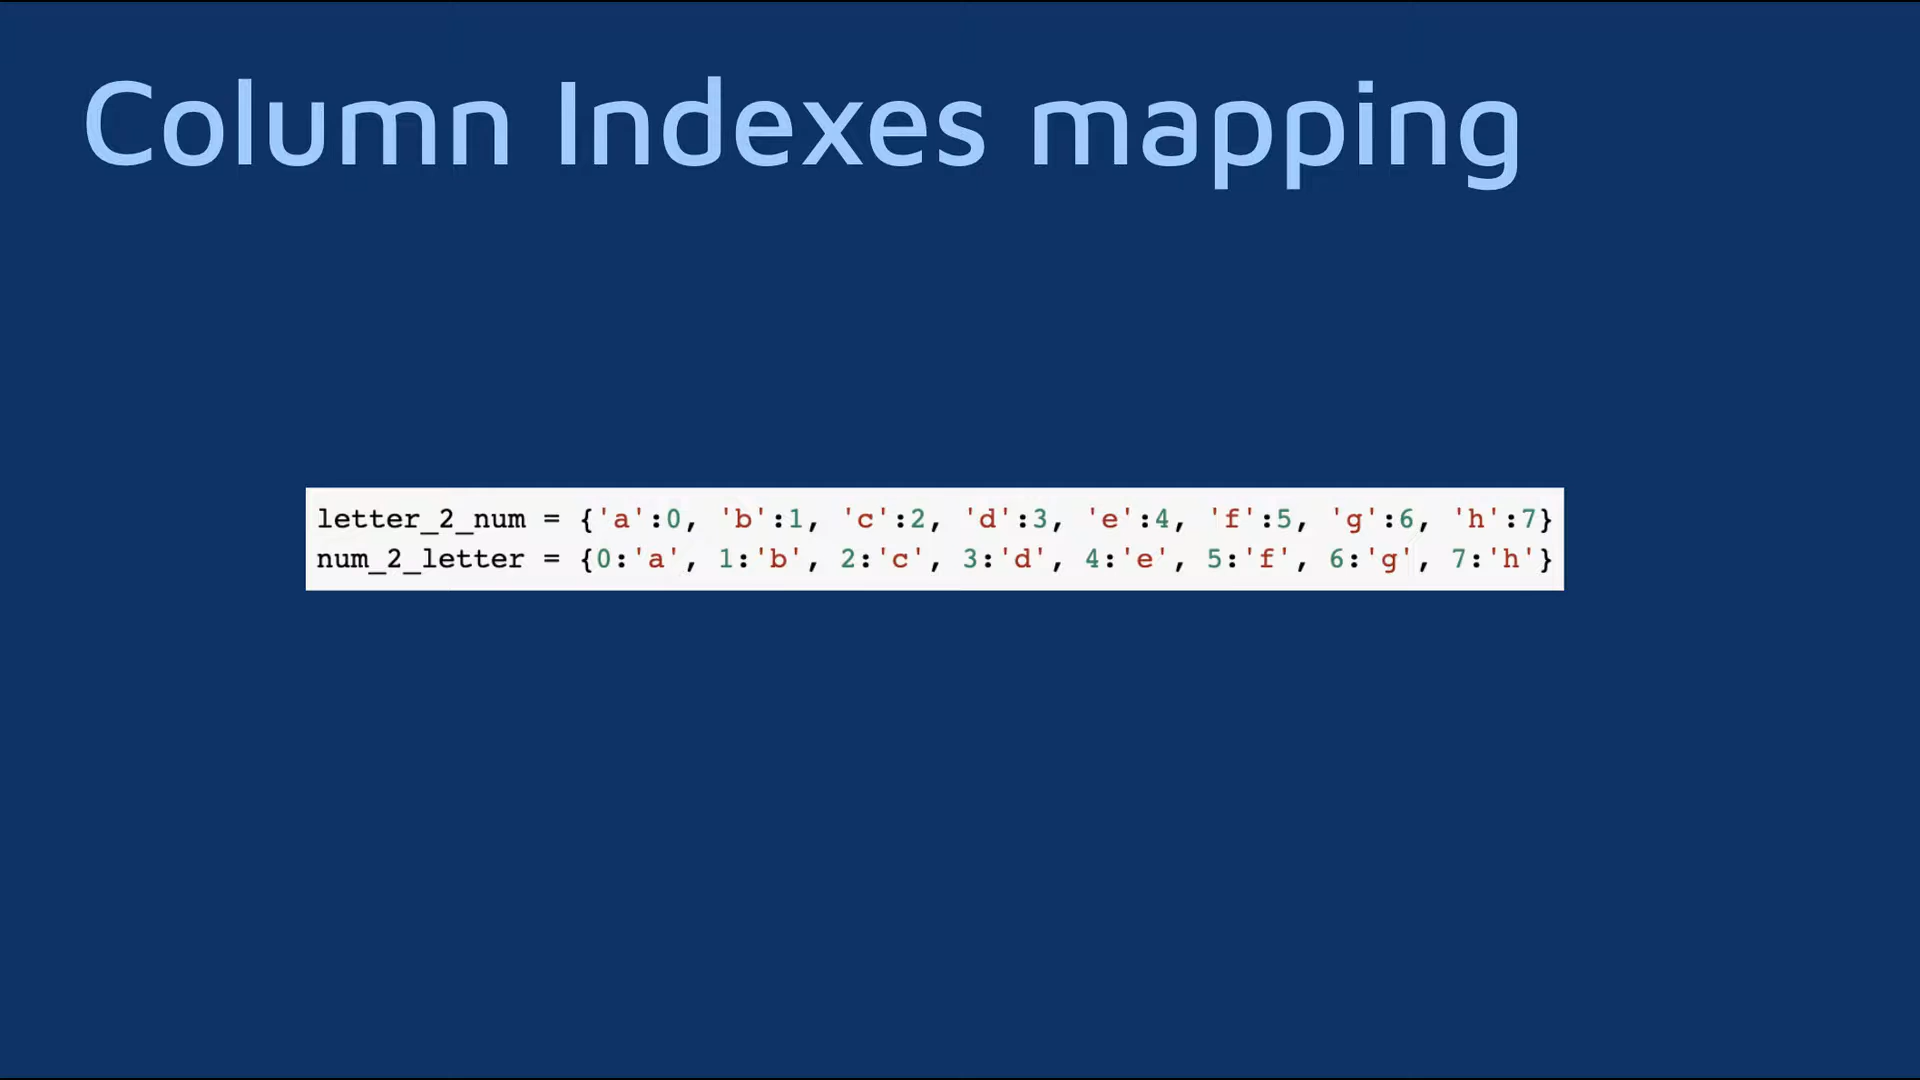 Column Indexes mapping
letter_2_num = {'a':0, 'b':1, 'c':2, 'd':3, 'e':4, 'f':5, 'g':6, 'h':7}
num_2_letter = {0:'a', 1:'b', 2:'c', 3:'d', 4:'e', 5:'f', 6:'g', 7:'h'}